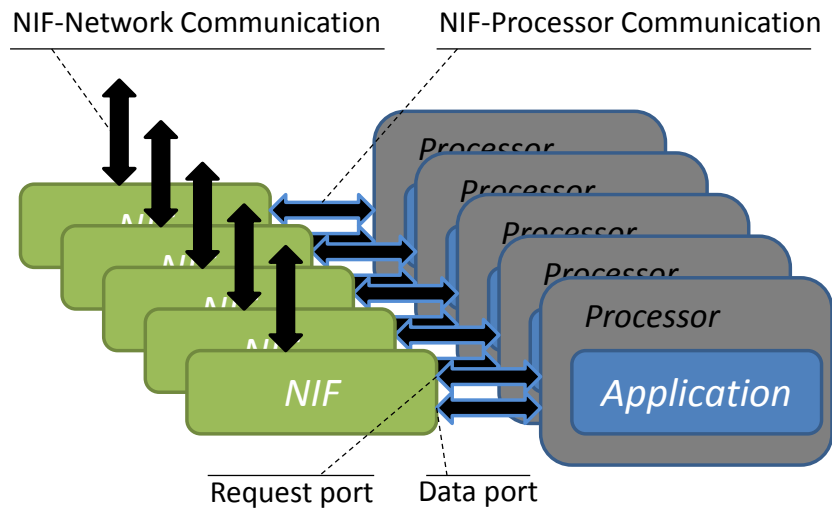 NIF-Network Communication
NIF-Processor Communication
Processor
Processor
Processor
Processor
Processor
NIF
Application
Request port
Data port